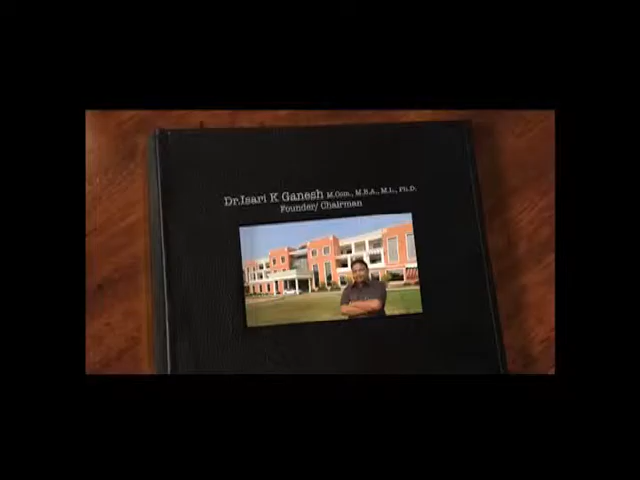 Dr.Isari K Ganesh M.Com., M.B.A., M.L., Ph.D.
Founder/ Chairman